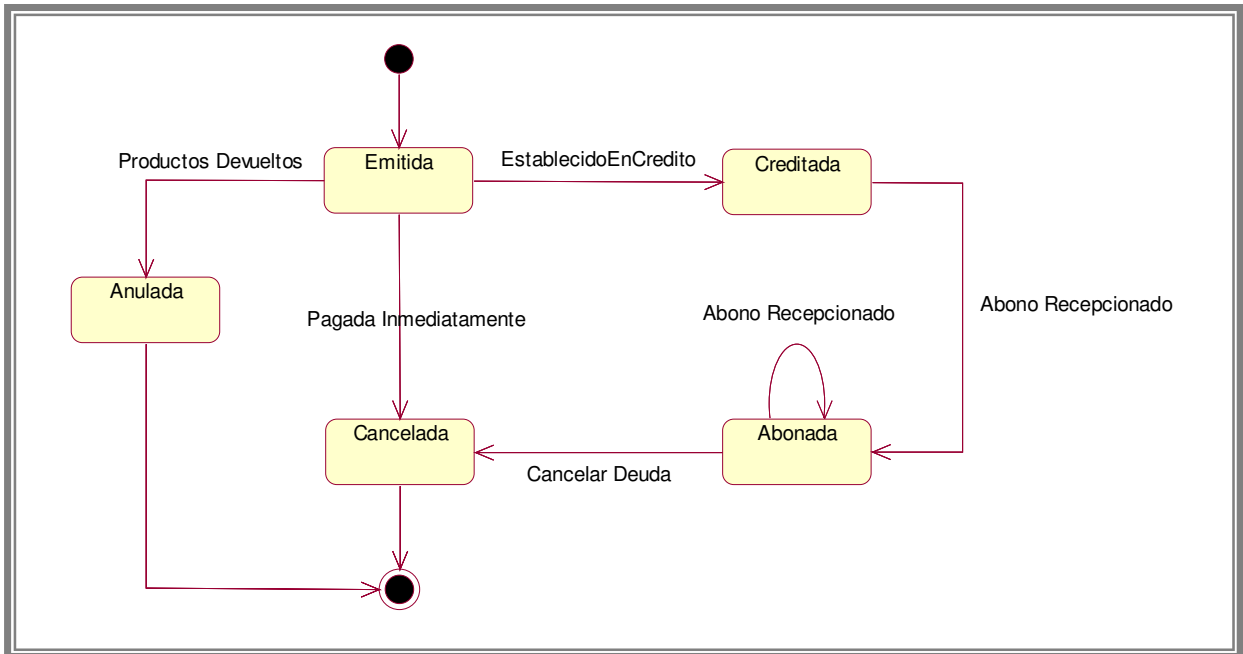 Productos Devueltos
Emitida
EstablecidoEnCredito
Creditada
Anulada
Pagada Inmediatamente
Abono Recepcionado
Abono Recepcionado
Cancelada
Abonada
Cancelar Deuda